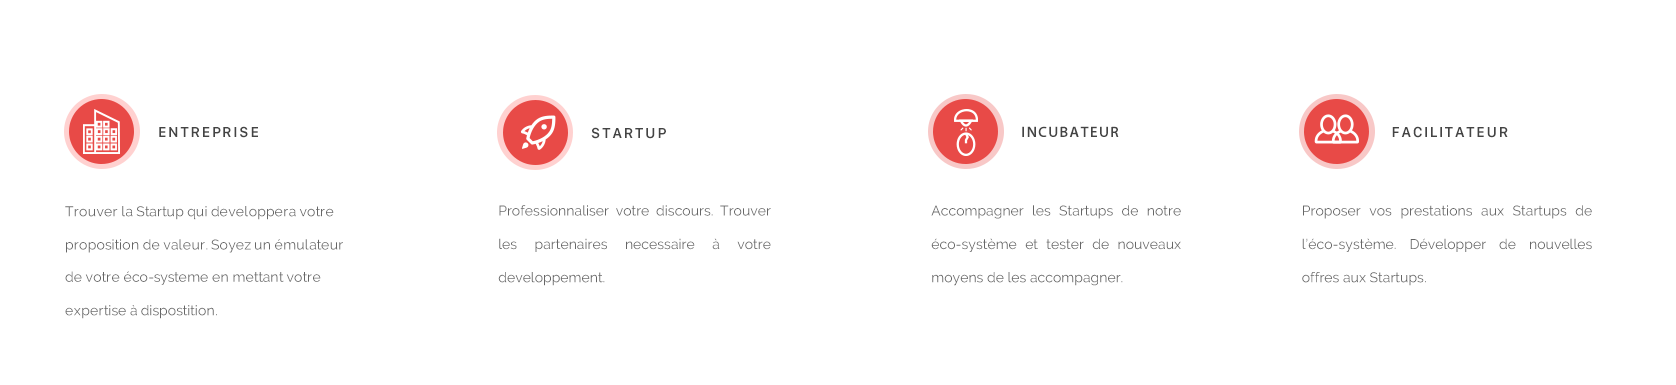 ENTREPRISE
Trouver la Startup qui developpera votre
proposition de valeur. Soyez un émulateur
de votre éco-systeme en mettant votre
expertise à dispostition.
STARTUP
Professionnaliser votre discours. Trouver
les partenaires necessaire à votre
developpement.
INCUBATEUR
Accompagner les Startups de notre
éco-système et tester de nouveaux
moyens de les accompagner.
FACILITATEUR
Proposer vos prestations aux Startups de
l'éco-système. Développer de nouvelles
offres aux Startups.